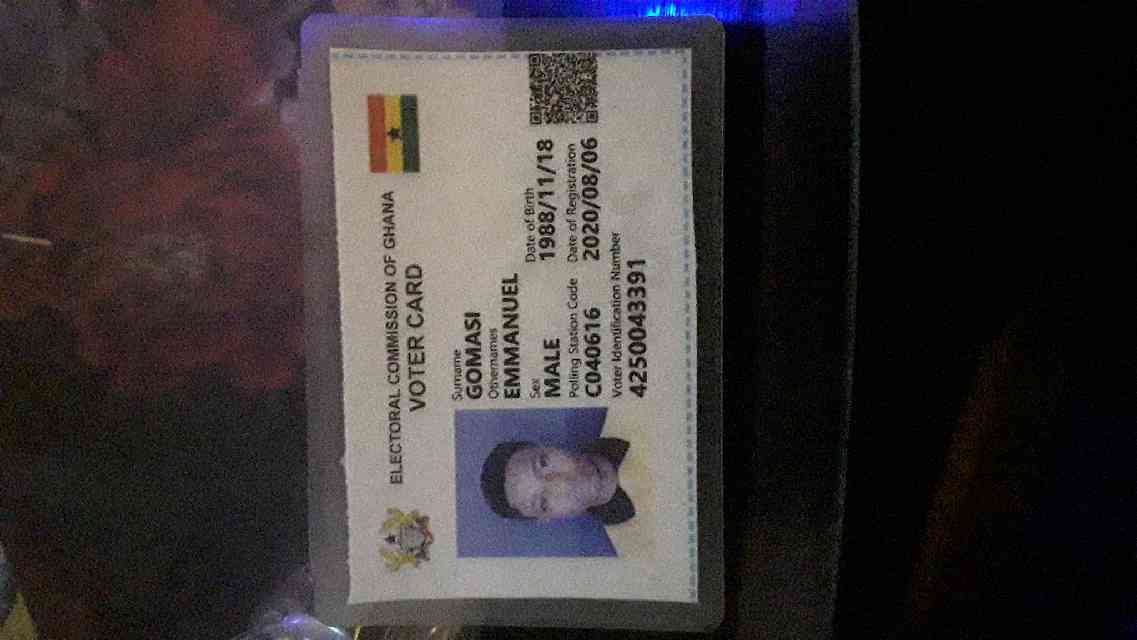 ELECTORAL COMMISSION OF GHANA
VOTER CARD
Surname
GOMASI
Othernames
EMMANUEL
Sex
MALE
Date of Birth
1988/11/18
Polling Station Code
C040616
Date of Registration
2020/08/06
Voter Identification Number
4250043391